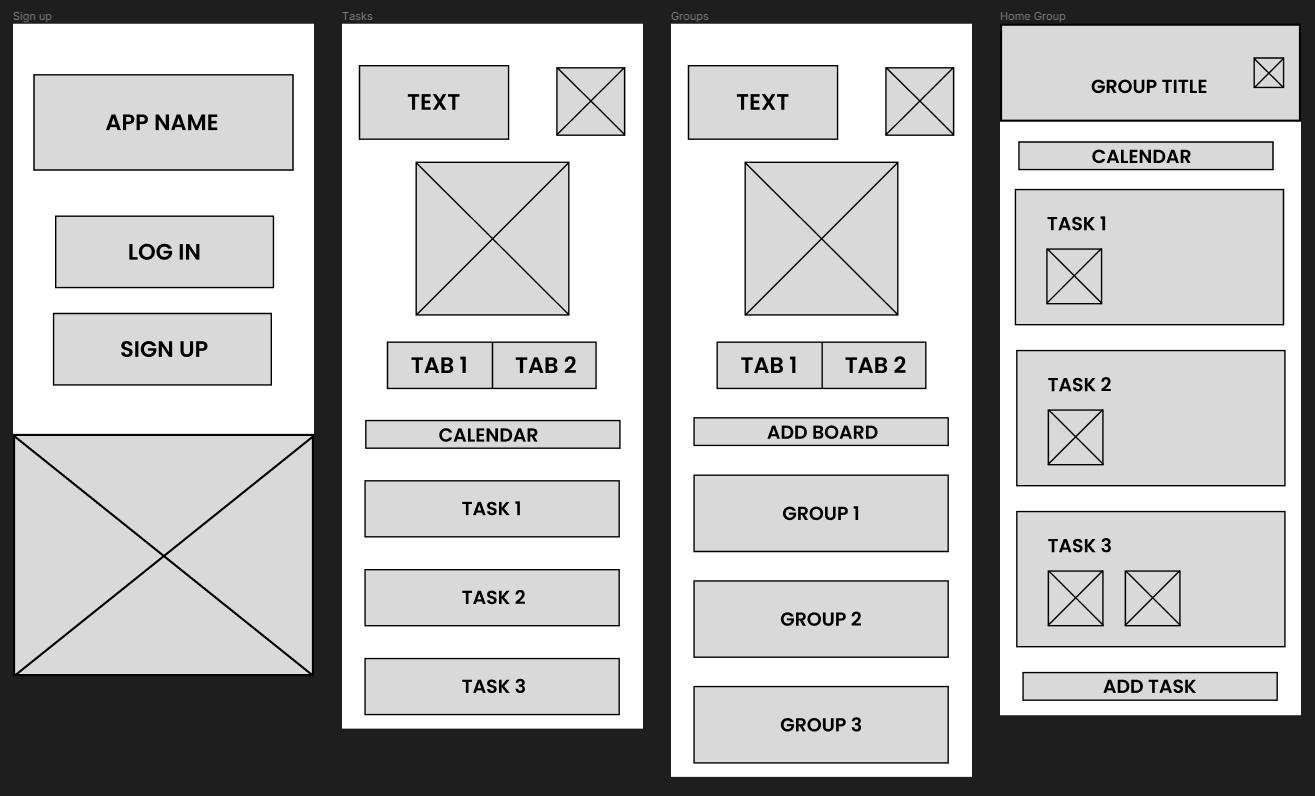 Sign up
APP NAME
LOG IN
SIGN UP
Tasks
TEXT
TAB 1 TAB 2
CALENDAR
TASK 1
TASK 2
TASK 3
Groups
TEXT
TAB 1 TAB 2
ADD BOARD
GROUP 1
GROUP 2
GROUP 3
Home Group
GROUP TITLE
CALENDAR
TASK 1
TASK 2
TASK 3
ADD TASK